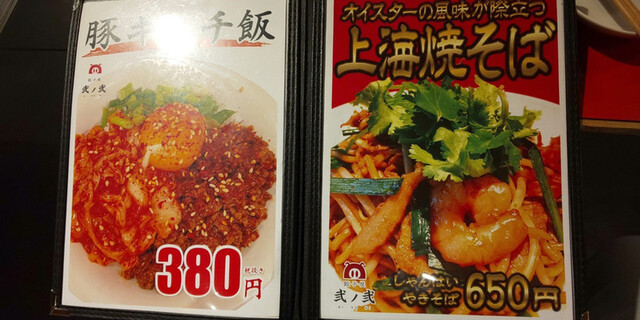 豚キムチ飯
弐ノ弐
380円
税抜き
オイスターの風味が際立つ
上海焼そば
弐ノ弐
しゃんはい
やきそば 650円